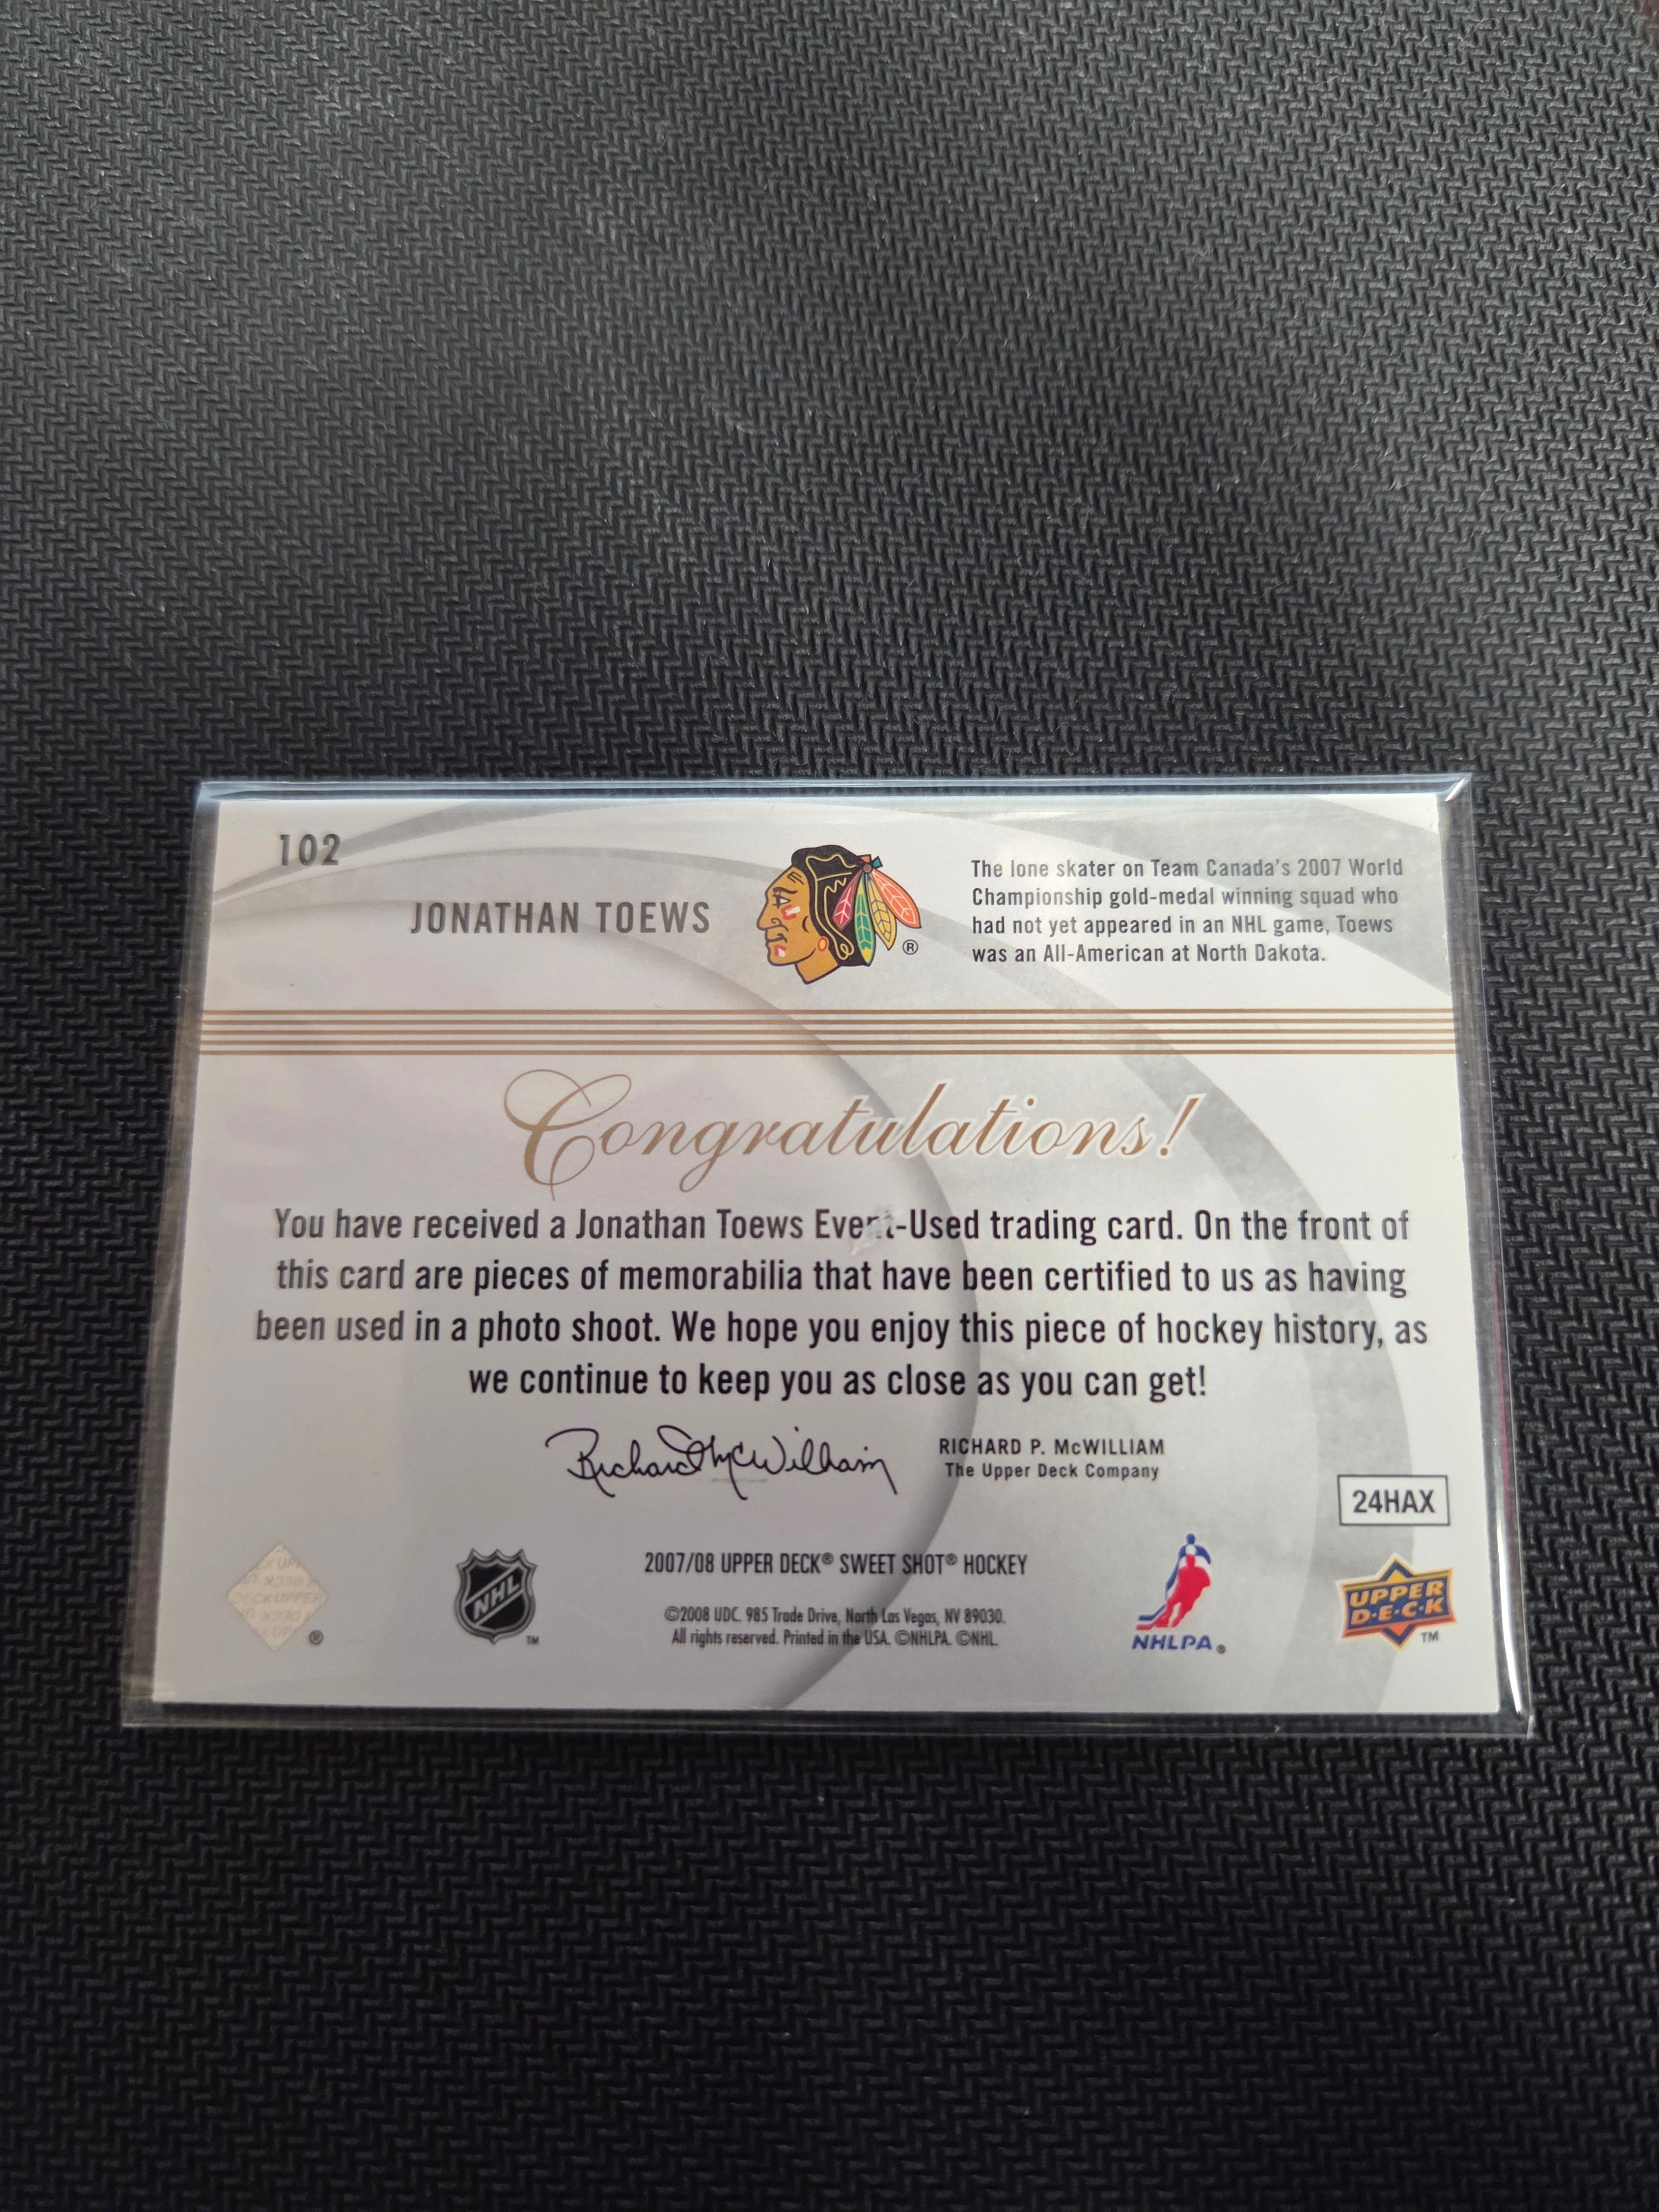 102
JONATHAN TOEWS
®
The lone skater on Team Canada's 2007 World
Championship gold-medal winning squad who
had not yet appeared in an NHL game, Toews
was an All-American at North Dakota.
Congratulations!
You have received a Jonathan Toews Event-Used trading card. On the front of
this card are pieces of memorabilia that have been certified to us as having
been used in a photo shoot. We hope you enjoy this piece of hockey history, as
we continue to keep you as close as you can get!
Richard McWilliam
RICHARD P. McWILLIAM
The Upper Deck Company
24HAX
®
NHL
TM
2007/08 UPPER DECK® SWEET SHOT® HOCKEY
©2008 UDC. 985 Trade Drive, North Las Vegas, NV 89030.
All rights reserved. Printed in the USA. ©NHLPA. ©NHL.
NHLPA®
UPPER
D·E·C·K
TM